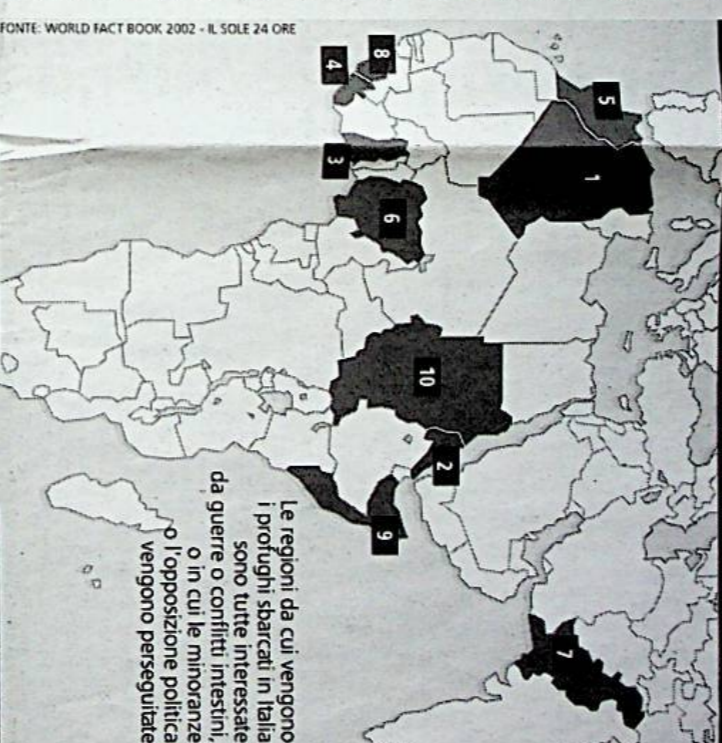 FONTE: WORLD FACT BOOK 2002 - IL SOLE 24 ORE
8
4
5
3
1
6
10
2
9
7
Le regioni da cui vengono
i profughi sbarcati in Italia
sono tutte interessate
da guerre o conflitti intestini,
o in cui le minoranze
o l'opposizione politica
vengono perseguitate